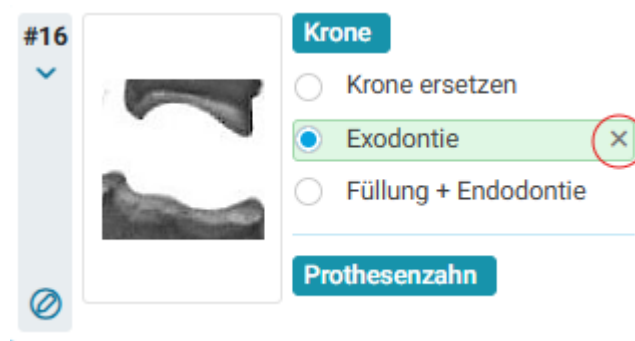 #16
Krone
Krone ersetzen
Exodontie
Füllung + Endodontie
Prothesenzahn